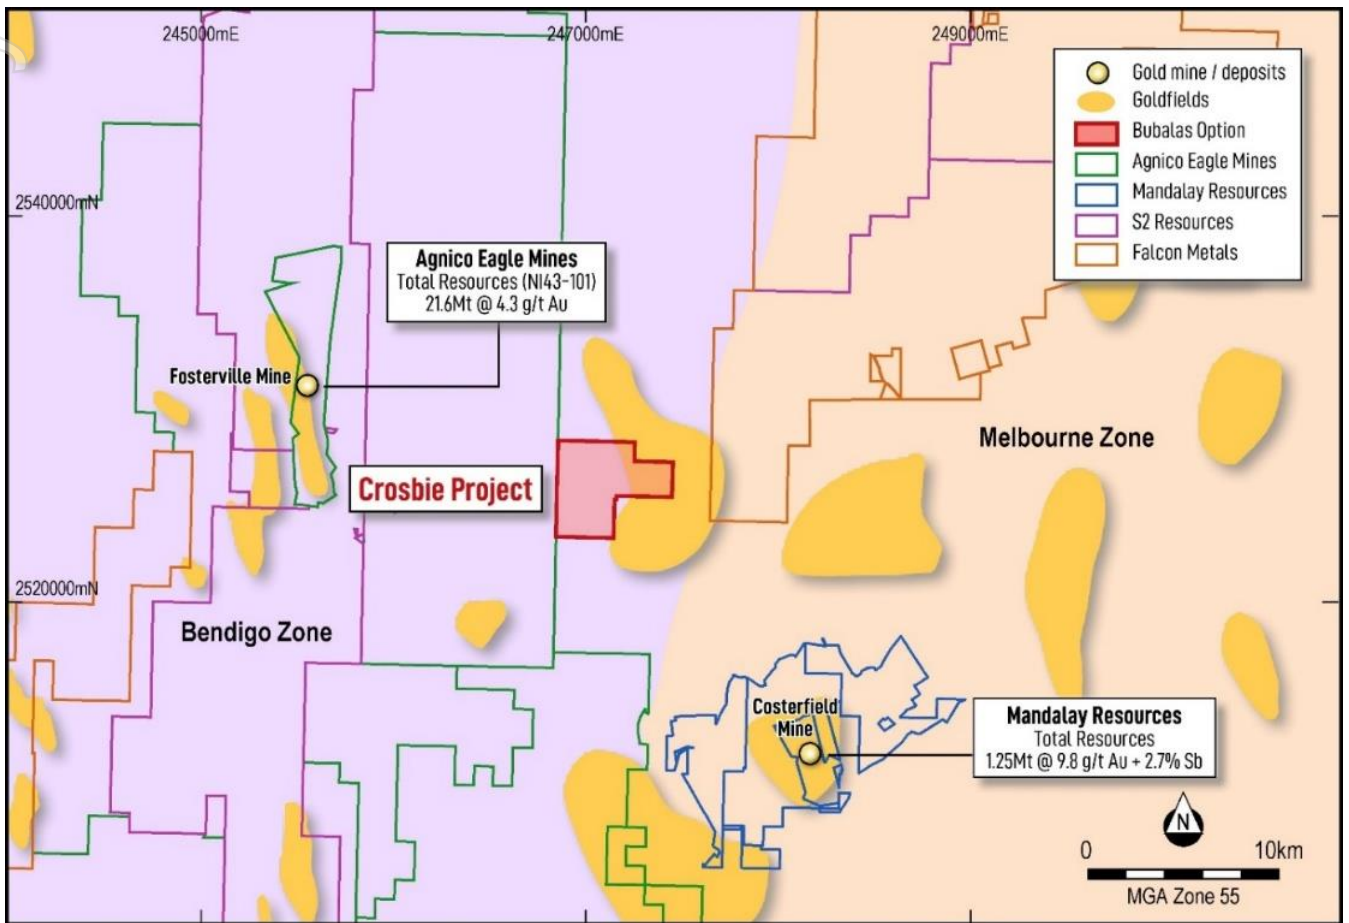 245000mE
247000mE
249000mE
Gold mine / deposits
Goldfields
Bubalas Option
Agnico Eagle Mines
Mandalay Resources
S2 Resources
Falcon Metals
2540000mN
Agnico Eagle Mines
Total Resources (NI43-101)
21.6Mt @ 4.3 g/t Au
Fosterville Mine
Melbourne Zone
Crosbie Project
2520000mN
Bendigo Zone
Costerfield
Mine
Mandalay Resources
Total Resources
1.25Mt @ 9.8 g/t Au + 2.7% Sb
N
0 10km
MGA Zone 55